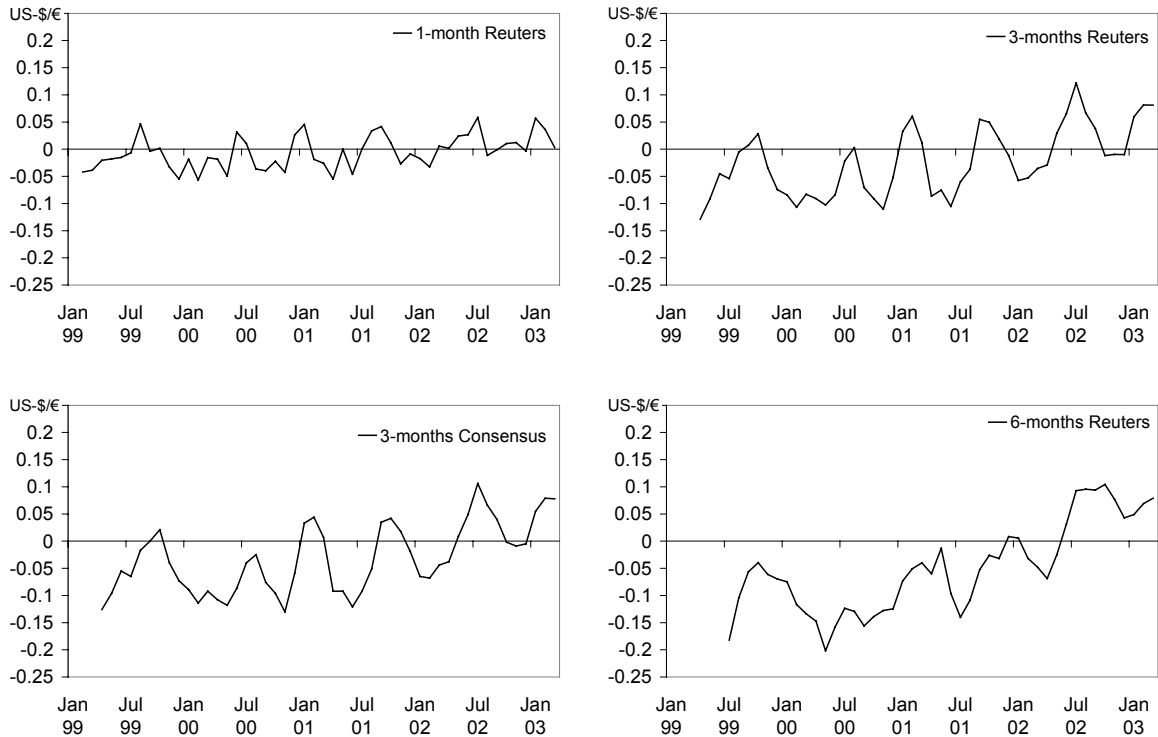 US-$/€
0.2
0.15
0.1
0.05
0
-0.05
-0.1
-0.15
-0.2
-0.25
1-month Reuters
Jan Jul Jan Jul Jan Jul Jan Jul Jan
99 99 00 00 01 01 02 02 03
US-$/€
0.2
0.15
0.1
0.05
0
-0.05
-0.1
-0.15
-0.2
-0.25
3-months Reuters
Jan Jul Jan Jul Jan Jul Jan Jul Jan
99 99 00 00 01 01 02 02 03
US-$/€
0.2
0.15
0.1
0.05
0
-0.05
-0.1
-0.15
-0.2
-0.25
3-months Consensus
Jan Jul Jan Jul Jan Jul Jan Jul Jan
99 99 00 00 01 01 02 02 03
US-$/€
0.2
0.15
0.1
0.05
0
-0.05
-0.1
-0.15
-0.2
-0.25
6-months Reuters
Jan Jul Jan Jul Jan Jul Jan Jul Jan
99 99 00 00 01 01 02 02 03